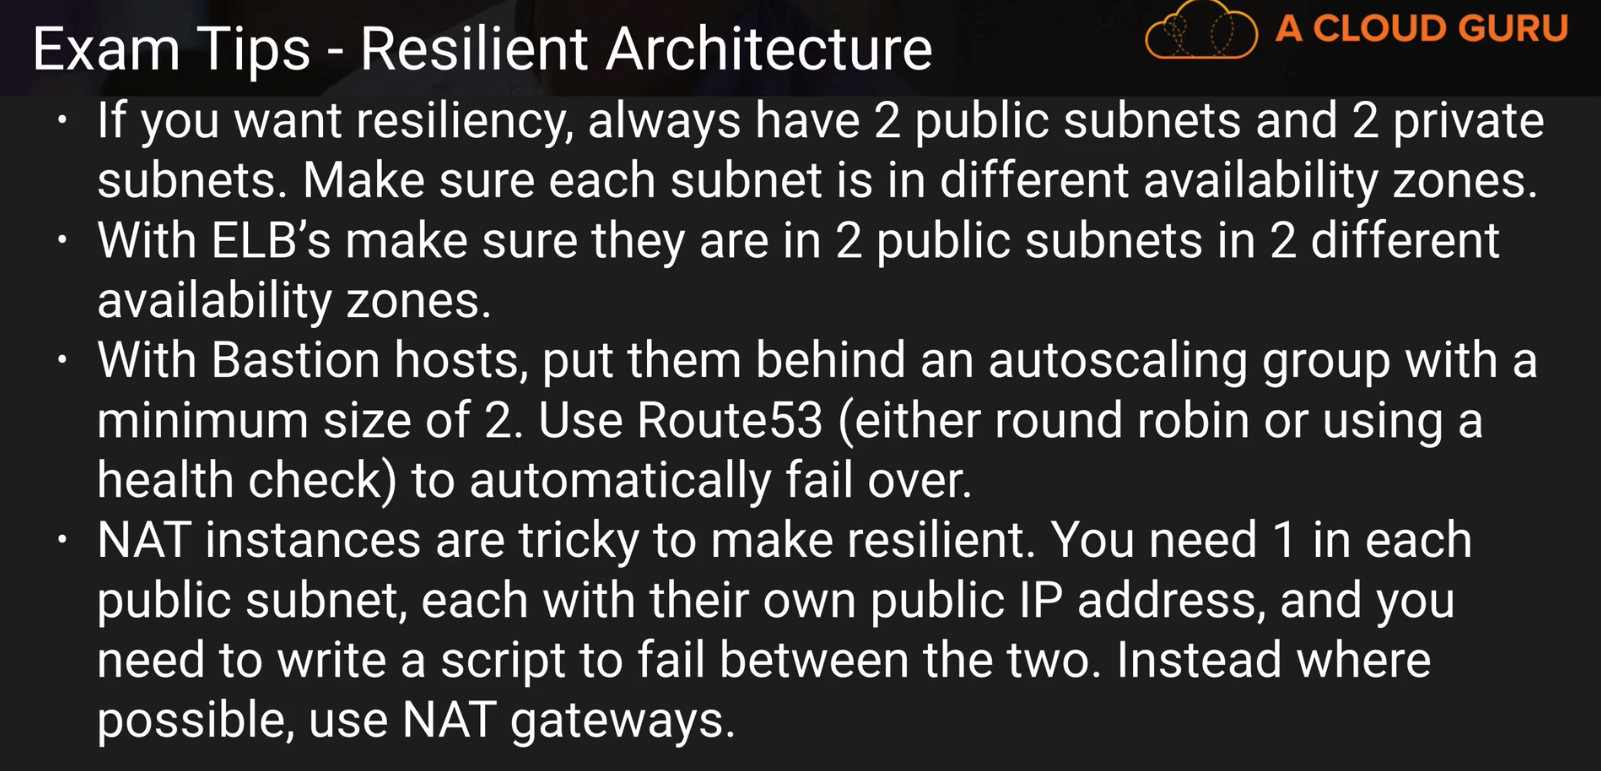 Exam Tips - Resilient Architecture
A CLOUD GURU
• If you want resiliency, always have 2 public subnets and 2 private
subnets. Make sure each subnet is in different availability zones.
• With ELB’s make sure they are in 2 public subnets in 2 different
availability zones.
• With Bastion hosts, put them behind an autoscaling group with a
minimum size of 2. Use Route53 (either round robin or using a
health check) to automatically fail over.
• NAT instances are tricky to make resilient. You need 1 in each
public subnet, each with their own public IP address, and you
need to write a script to fail between the two. Instead where
possible, use NAT gateways.